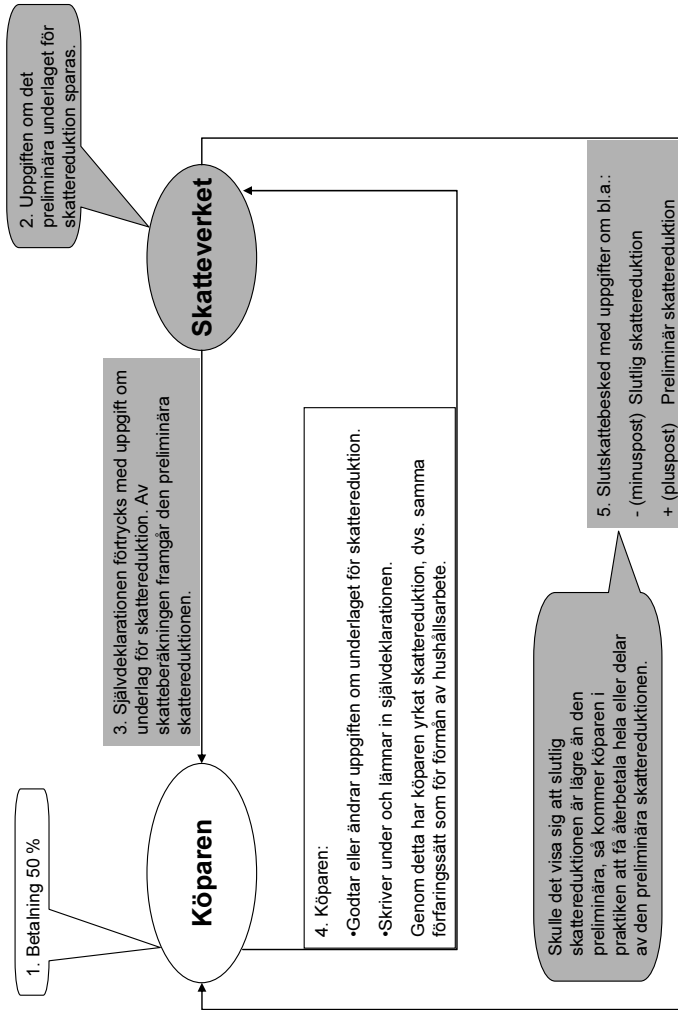 1. Betalning 50 %
Köparen
2. Uppgiften om det
preliminära underlaget för
skattereduktion sparas.
Skatteverket
3. Självdeklarationen förtrycks med uppgift om
underlag för skattereduktion. Av
skatteberäkningen framgår den preliminära
skattereduktionen.
4. Köparen:
•Godtar eller ändrar uppgiften om underlaget för skattereduktion.
•Skriver under och lämnar in självdeklarationen.
Genom detta har köparen yrkat skattereduktion, dvs. samma
förfaringssätt som för förmån av hushållsarbete.
5. Slutskattebesked med uppgifter om bl.a.:
- (minuspost) Slutlig skattereduktion
+ (pluspost) Preliminär skattereduktion
Skulle det visa sig att slutlig
skattereduktionen är lägre än den
preliminära, så kommer köparen i
praktiken att få återbetala hela eller delar
av den preliminära skattereduktionen.